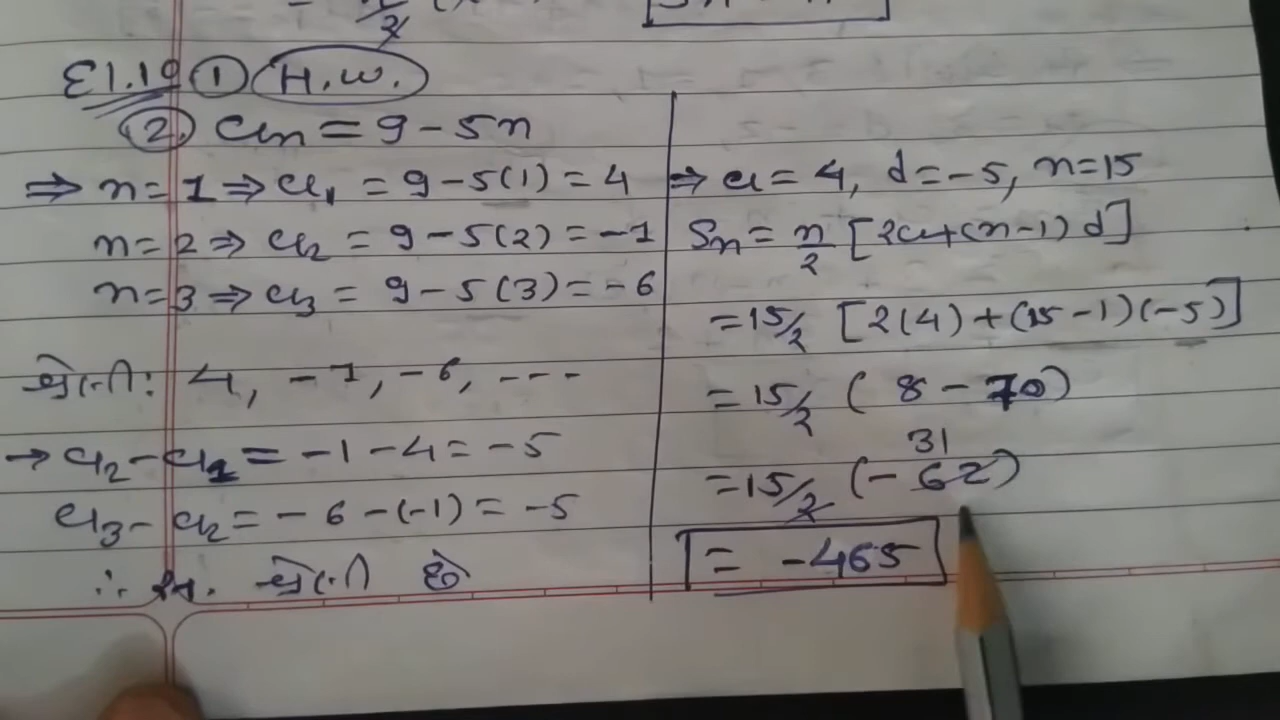 દા.19 ① H.W.
② an = 9 - 5n
⇒ n = 1 ⇒ a₁ = 9 - 5(1) = 4
n = 2 ⇒ a₂ = 9 - 5(2) = -1
n = 3 ⇒ a₃ = 9 - 5(3) = -6
શ્રેણી: 4, -1, -6, ---
→ a₂ - a₁ = -1 - 4 = -5
a₃ - a₂ = -6 - (-1) = -5
∴ સ. શ્રેણી છે
⇒ a = 4, d = -5, n = 15
Sn = n/2 [2a + (n - 1) d]
= 15/2 [2(4) + (15 - 1)(-5)]
= 15/2 (8 - 70)
31
= 15/2 (-62)
= -465